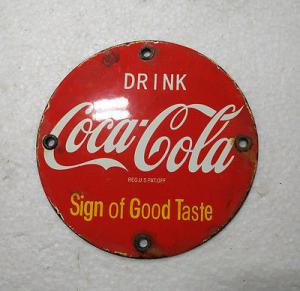 DRINK
Coca-Cola
REG.U.S.PAT.OFF
Sign of Good Taste